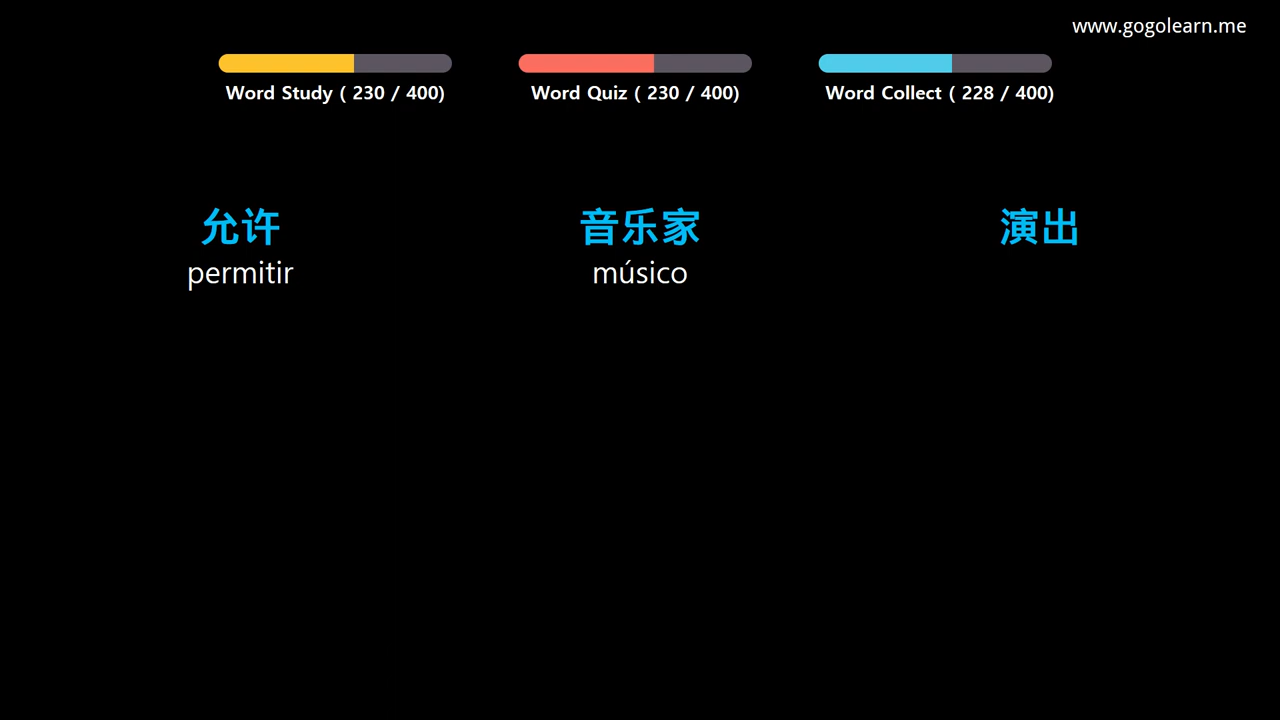 www.gogolearn.me
Word Study ( 230 / 400)
Word Quiz ( 230 / 400)
Word Collect ( 228 / 400)
允许
音乐家
演出
permitir
músico